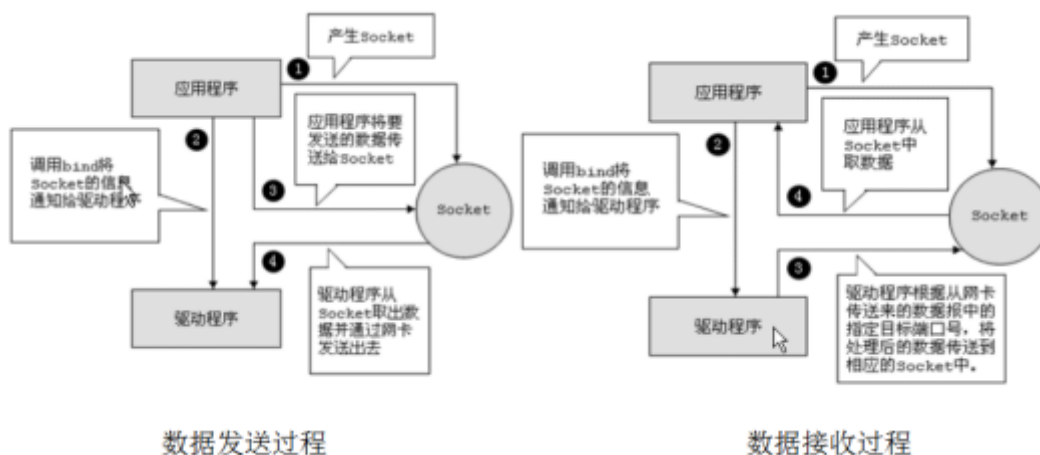 产生Socket
❶
应用程序
❷
应用程序将要
发送的数据传
送给Socket
调用bind将
Socket的信息
通知给驱动程序
❸
Socket
❹
驱动程序
驱动程序从
Socket取出数
据并通过网卡
发送出去
数据发送过程
产生Socket
❶
应用程序
❷
应用程序从
Socket中
取数据
调用bind将
Socket的信息
通知给驱动程序
❹
Socket
❸
驱动程序
驱动程序根据从网卡
传送来的数据报中的
指定目标端口号，将
处理后的数据传送到
相应的Socket中。
数据接收过程